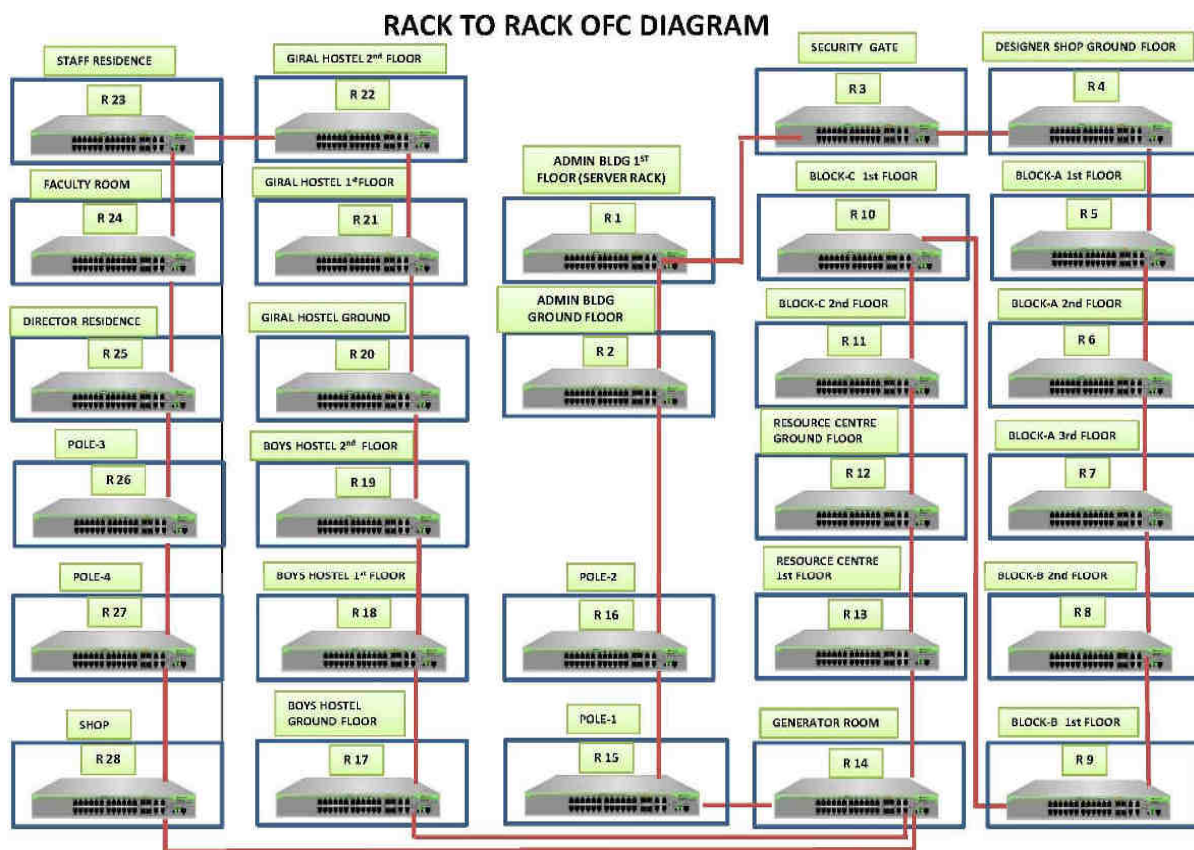 RACK TO RACK OFC DIAGRAM
STAFF RESIDENCE
R 23
GIRAL HOSTEL 2nd FLOOR
R 22
SECURITY GATE
R 3
DESIGNER SHOP GROUND FLOOR
R 4
FACULTY ROOM
R 24
GIRAL HOSTEL 1st FLOOR
R 21
ADMIN BLDG 1ST
FLOOR (SERVER RACK)
R 1
BLOCK-C 1st FLOOR
R 10
BLOCK-A 1st FLOOR
R 5
DIRECTOR RESIDENCE
R 25
GIRAL HOSTEL GROUND
R 20
ADMIN BLDG
GROUND FLOOR
R 2
BLOCK-C 2nd FLOOR
R 11
BLOCK-A 2nd FLOOR
R 6
POLE-3
R 26
BOYS HOSTEL 2nd FLOOR
R 19
RESOURCE CENTRE
GROUND FLOOR
R 12
BLOCK-A 3rd FLOOR
R 7
POLE-4
R 27
BOYS HOSTEL 1st FLOOR
R 18
POLE-2
R 16
RESOURCE CENTRE
1st FLOOR
R 13
BLOCK-B 2nd FLOOR
R 8
SHOP
R 28
BOYS HOSTEL
GROUND FLOOR
R 17
POLE-1
R 15
GENERATOR ROOM
R 14
BLOCK-B 1st FLOOR
R 9